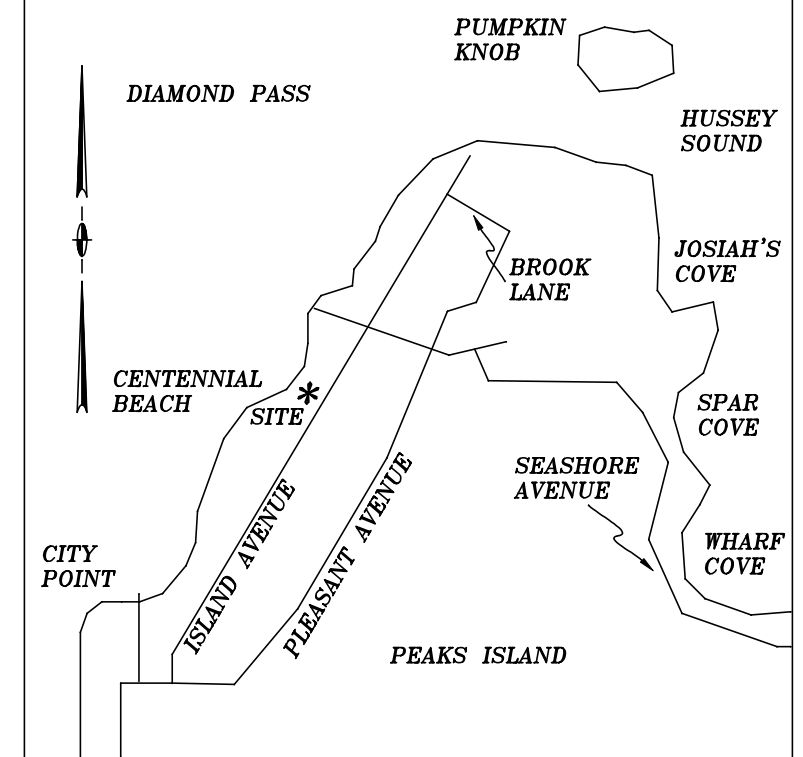 PUMPKIN
KNOB
DIAMOND PASS
HUSSEY
SOUND
JOSIAH'S
COVE
BROOK
LANE
CENTENNIAL
BEACH
*
SITE
SPAR
COVE
SEASHORE
AVENUE
ISLAND AVENUE
PLEASANT AVENUE
CITY
POINT
WHARF
COVE
PEAKS ISLAND